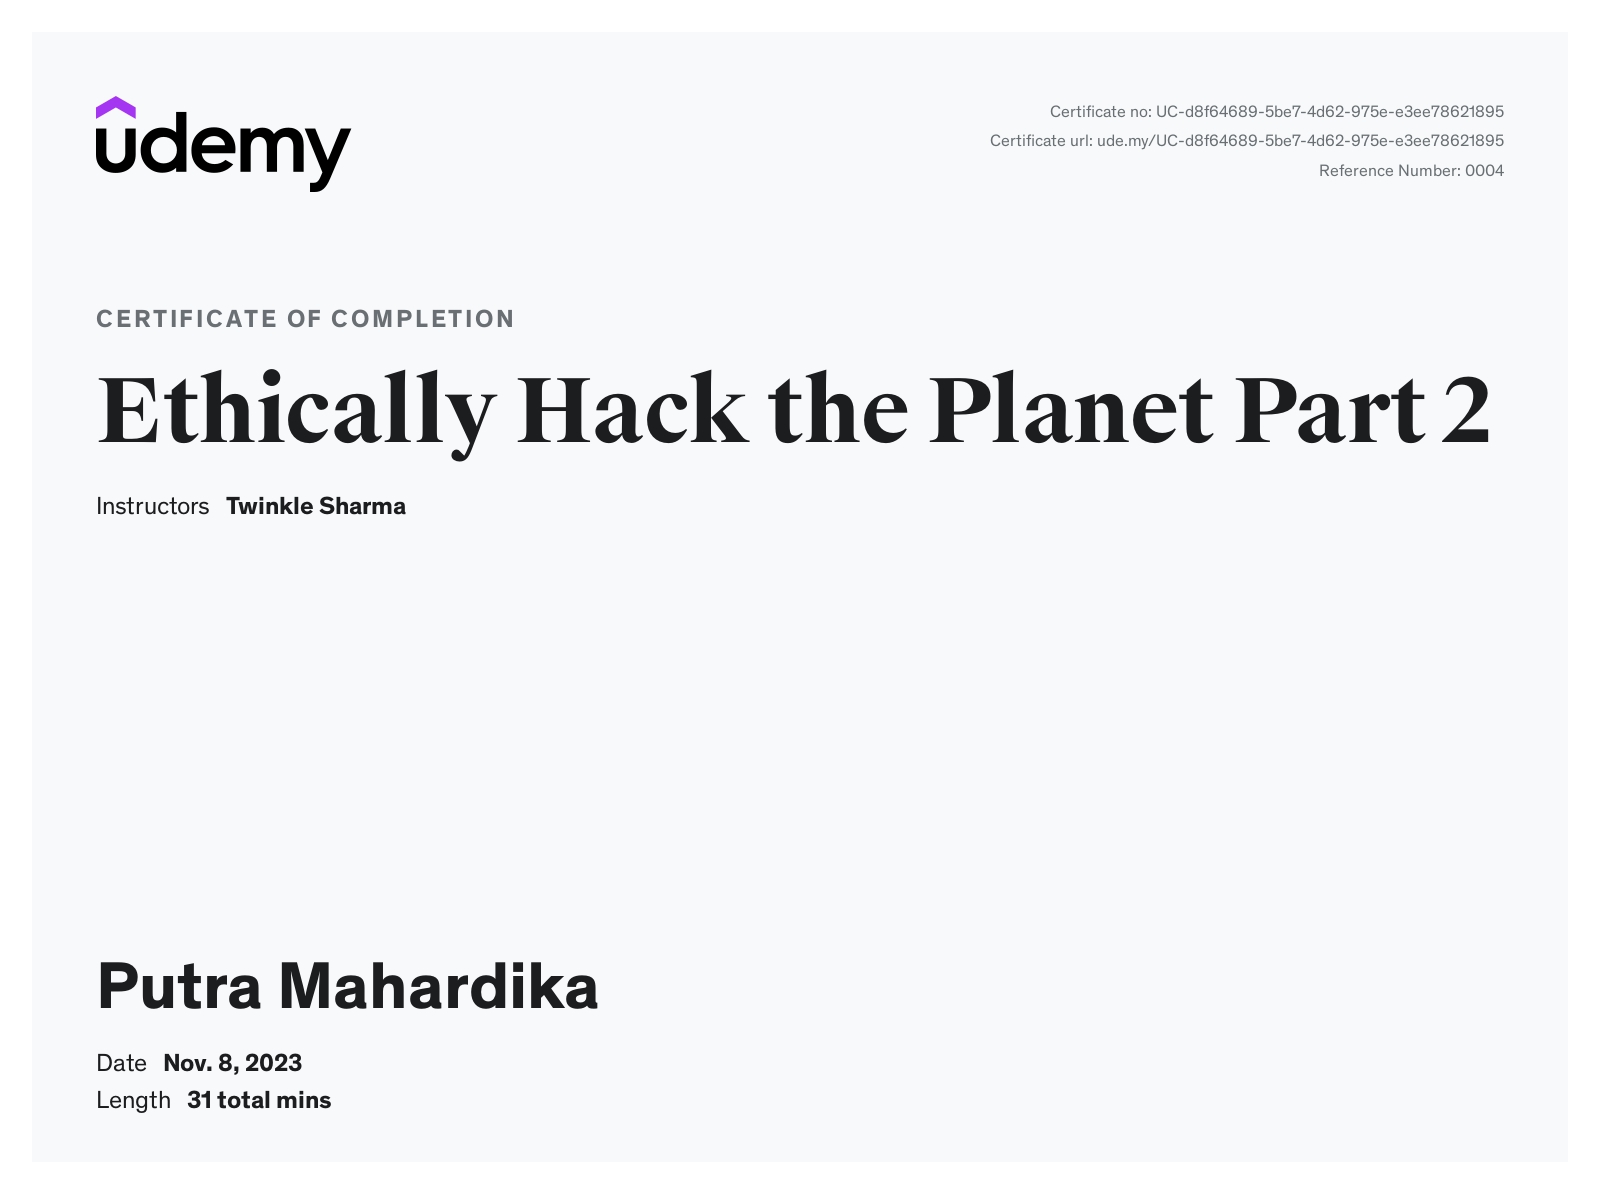 udemy
Certificate no: UC-d8f64689-5be7-4d62-975e-e3ee78621895
Certificate url: ude.my/UC-d8f64689-5be7-4d62-975e-e3ee78621895
Reference Number: 0004
CERTIFICATE OF COMPLETION
Ethically Hack the Planet Part 2
Instructors Twinkle Sharma
Putra Mahardika
Date Nov. 8, 2023
Length 31 total mins